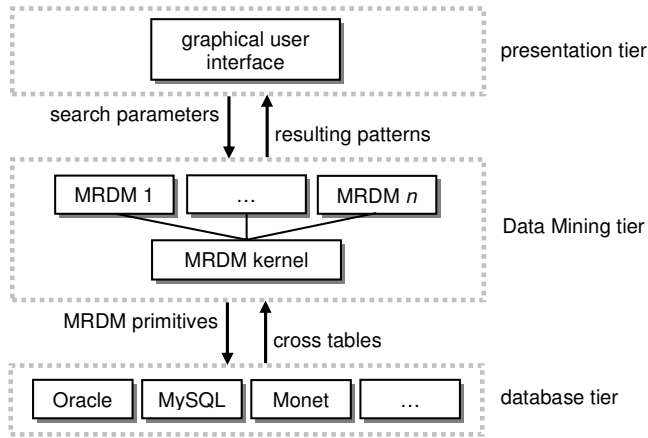 graphical user
interface
presentation tier
search parameters
resulting patterns
MRDM 1
…
MRDM n
Data Mining tier
MRDM kernel
MRDM primitives
cross tables
Oracle
MySQL
Monet
…
database tier